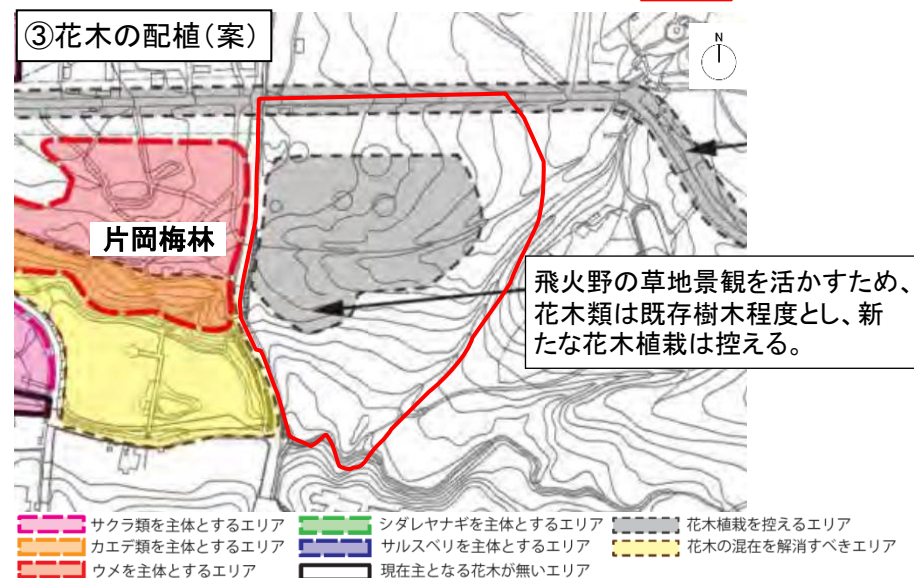 ③花木の配植(案)
N
片岡梅林
飛火野の草地景観を活かすため、
花木類は既存樹木程度とし、新
たな花木植栽は控える。
サクラ類を主体とするエリア
シダレヤナギを主体とするエリア
花木植栽を控えるエリア
カエデ類を主体とするエリア
サルスベリを主体とするエリア
花木の混在を解消すべきエリア
ウメを主体とするエリア
現在主となる花木が無いエリア